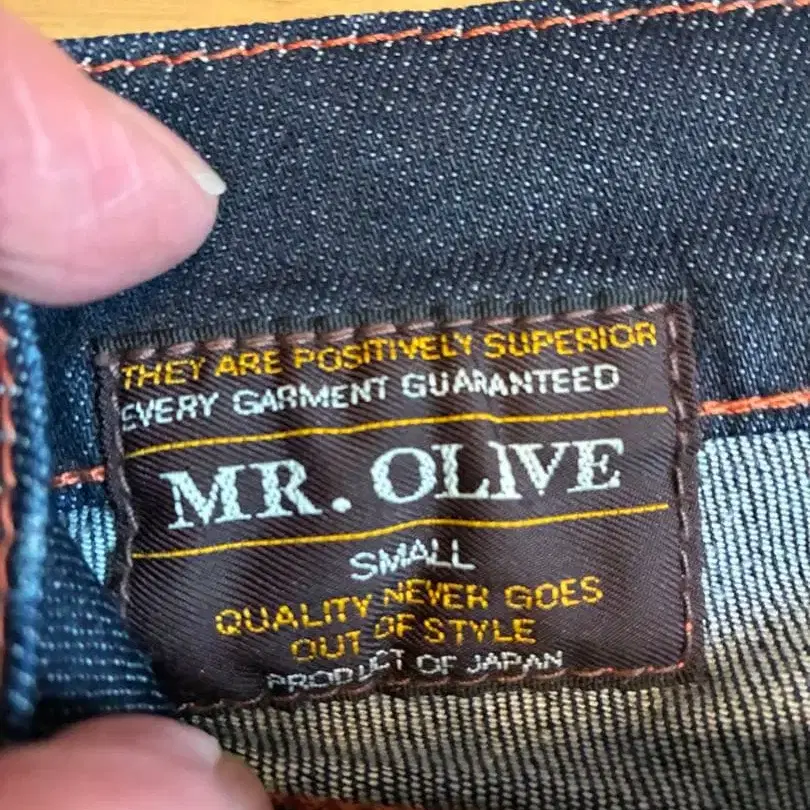 THEY ARE POSITIVELY SUPERIOR
EVERY GARMENT GUARANTEED
MR. OLIVE
SMALL
QUALITY NEVER GOES
OUT OF STYLE
PRODUCT OF JAPAN